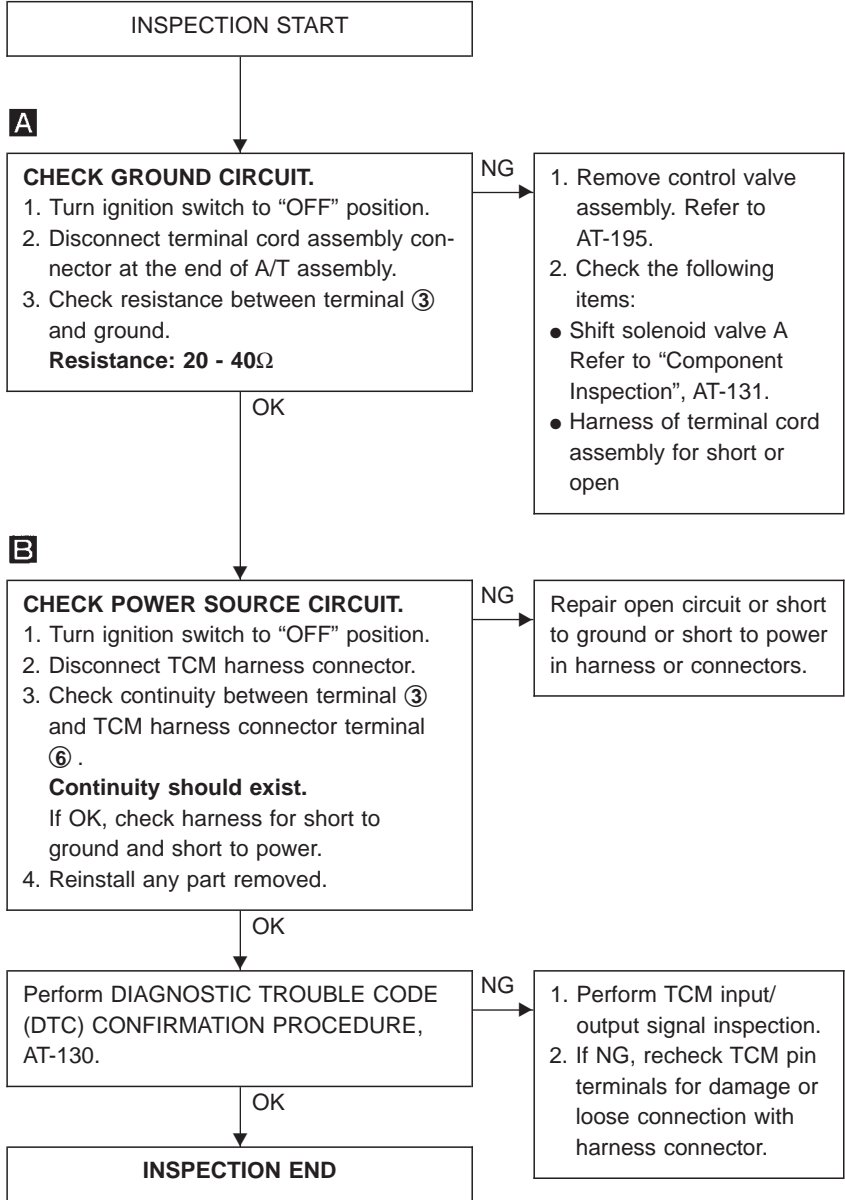 INSPECTION START
A
CHECK GROUND CIRCUIT.
1. Turn ignition switch to “OFF” position.
2. Disconnect terminal cord assembly con-
nector at the end of A/T assembly.
3. Check resistance between terminal ③
and ground.
Resistance: 20 - 40Ω
NG
1. Remove control valve
assembly. Refer to
AT-195.
2. Check the following
items:
● Shift solenoid valve A
Refer to “Component
Inspection”, AT-131.
● Harness of terminal cord
assembly for short or
open
OK
B
CHECK POWER SOURCE CIRCUIT.
1. Turn ignition switch to “OFF” position.
2. Disconnect TCM harness connector.
3. Check continuity between terminal ③
and TCM harness connector terminal
⑥ .
Continuity should exist.
If OK, check harness for short to
ground and short to power.
4. Reinstall any part removed.
NG
Repair open circuit or short
to ground or short to power
in harness or connectors.
OK
Perform DIAGNOSTIC TROUBLE CODE
(DTC) CONFIRMATION PROCEDURE,
AT-130.
NG
1. Perform TCM input/
output signal inspection.
2. If NG, recheck TCM pin
terminals for damage or
loose connection with
harness connector.
OK
INSPECTION END